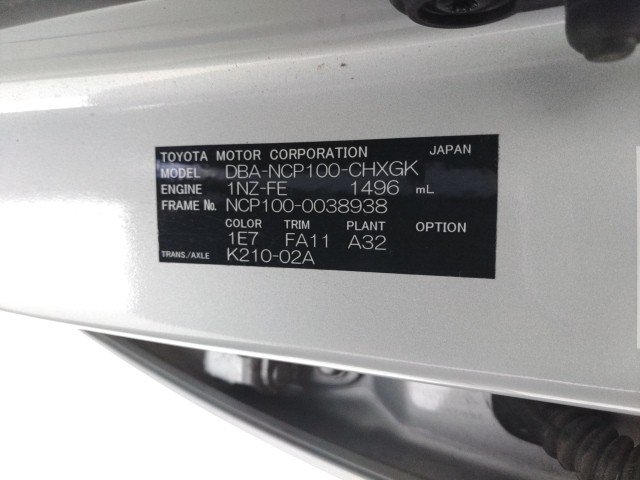 TOYOTA MOTOR CORPORATION JAPAN
MODEL DBA-NCP100-CHXGK
ENGINE 1NZ-FE 1496 mL
FRAME No. NCP100-0038938
COLOR TRIM PLANT OPTION
1E7 FA11 A32
TRANS./AXLE K210-02A